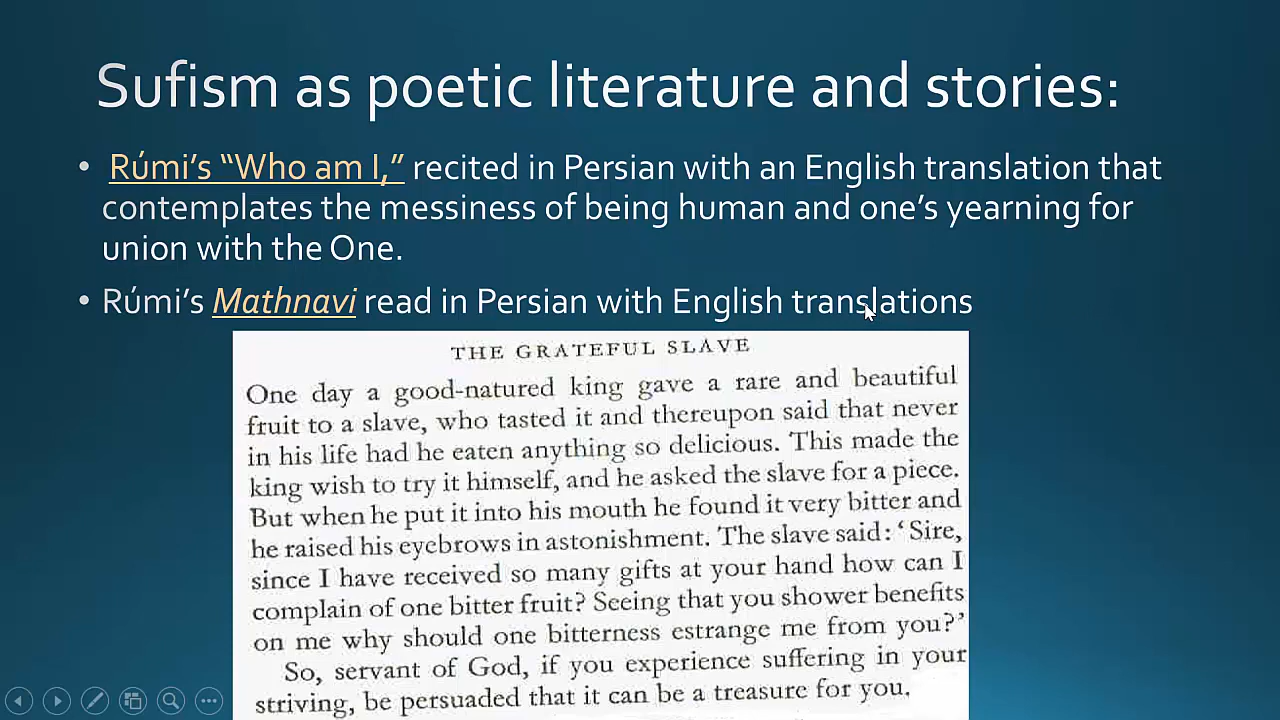 Sufism as poetic literature and stories:
• Rúmi’s “Who am I,” recited in Persian with an English translation that
contemplates the messiness of being human and one’s yearning for
union with the One.
• Rúmi’s Mathnavi read in Persian with English translations
THE GRATEFUL SLAVE
One day a good-natured king gave a rare and beautiful
fruit to a slave, who tasted it and thereupon said that never
in his life had he eaten anything so delicious. This made the
king wish to try it himself, and he asked the slave for a piece.
But when he put it into his mouth he found it very bitter and
he raised his eyebrows in astonishment. The slave said: ‘Sire,
since I have received so many gifts at your hand how can I
complain of one bitter fruit? Seeing that you shower benefits
on me why should one bitterness estrange me from you?’
So, servant of God, if you experience suffering in your
striving, be persuaded that it can be a treasure for you.